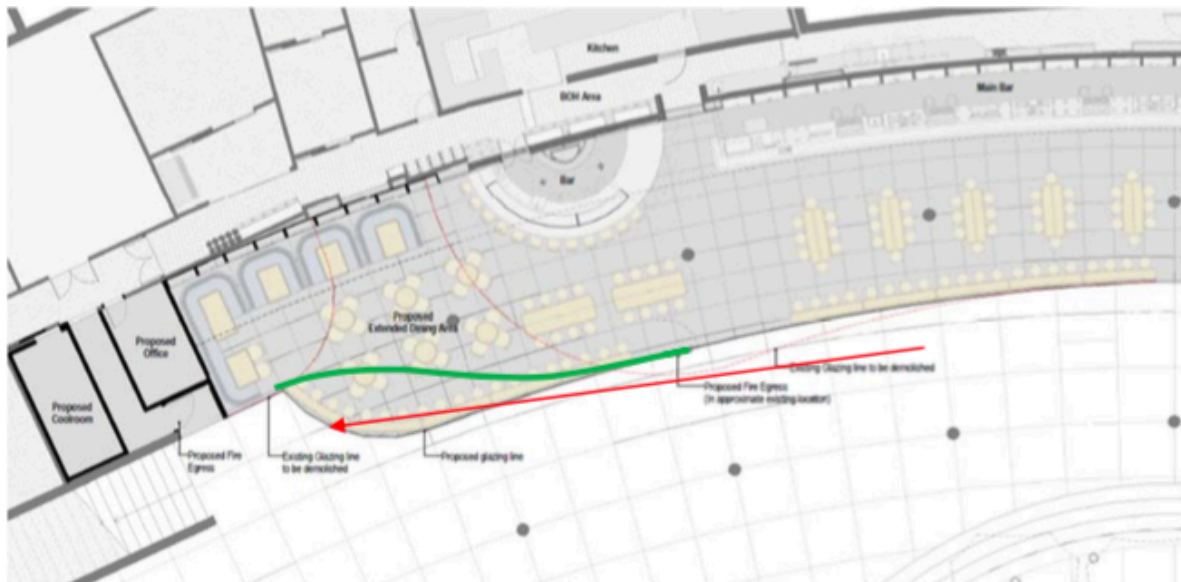 Kitchen
BOH Area
Main Bar
Bar
Proposed
Extended Dining Area
Proposed
Office
Proposed
Coolroom
Existing Glazing line to be demolished
Proposed Fire Egress
(In approximate existing location)
Proposed Fire
Egress
Existing Glazing line
to be demolished
Proposed glazing line